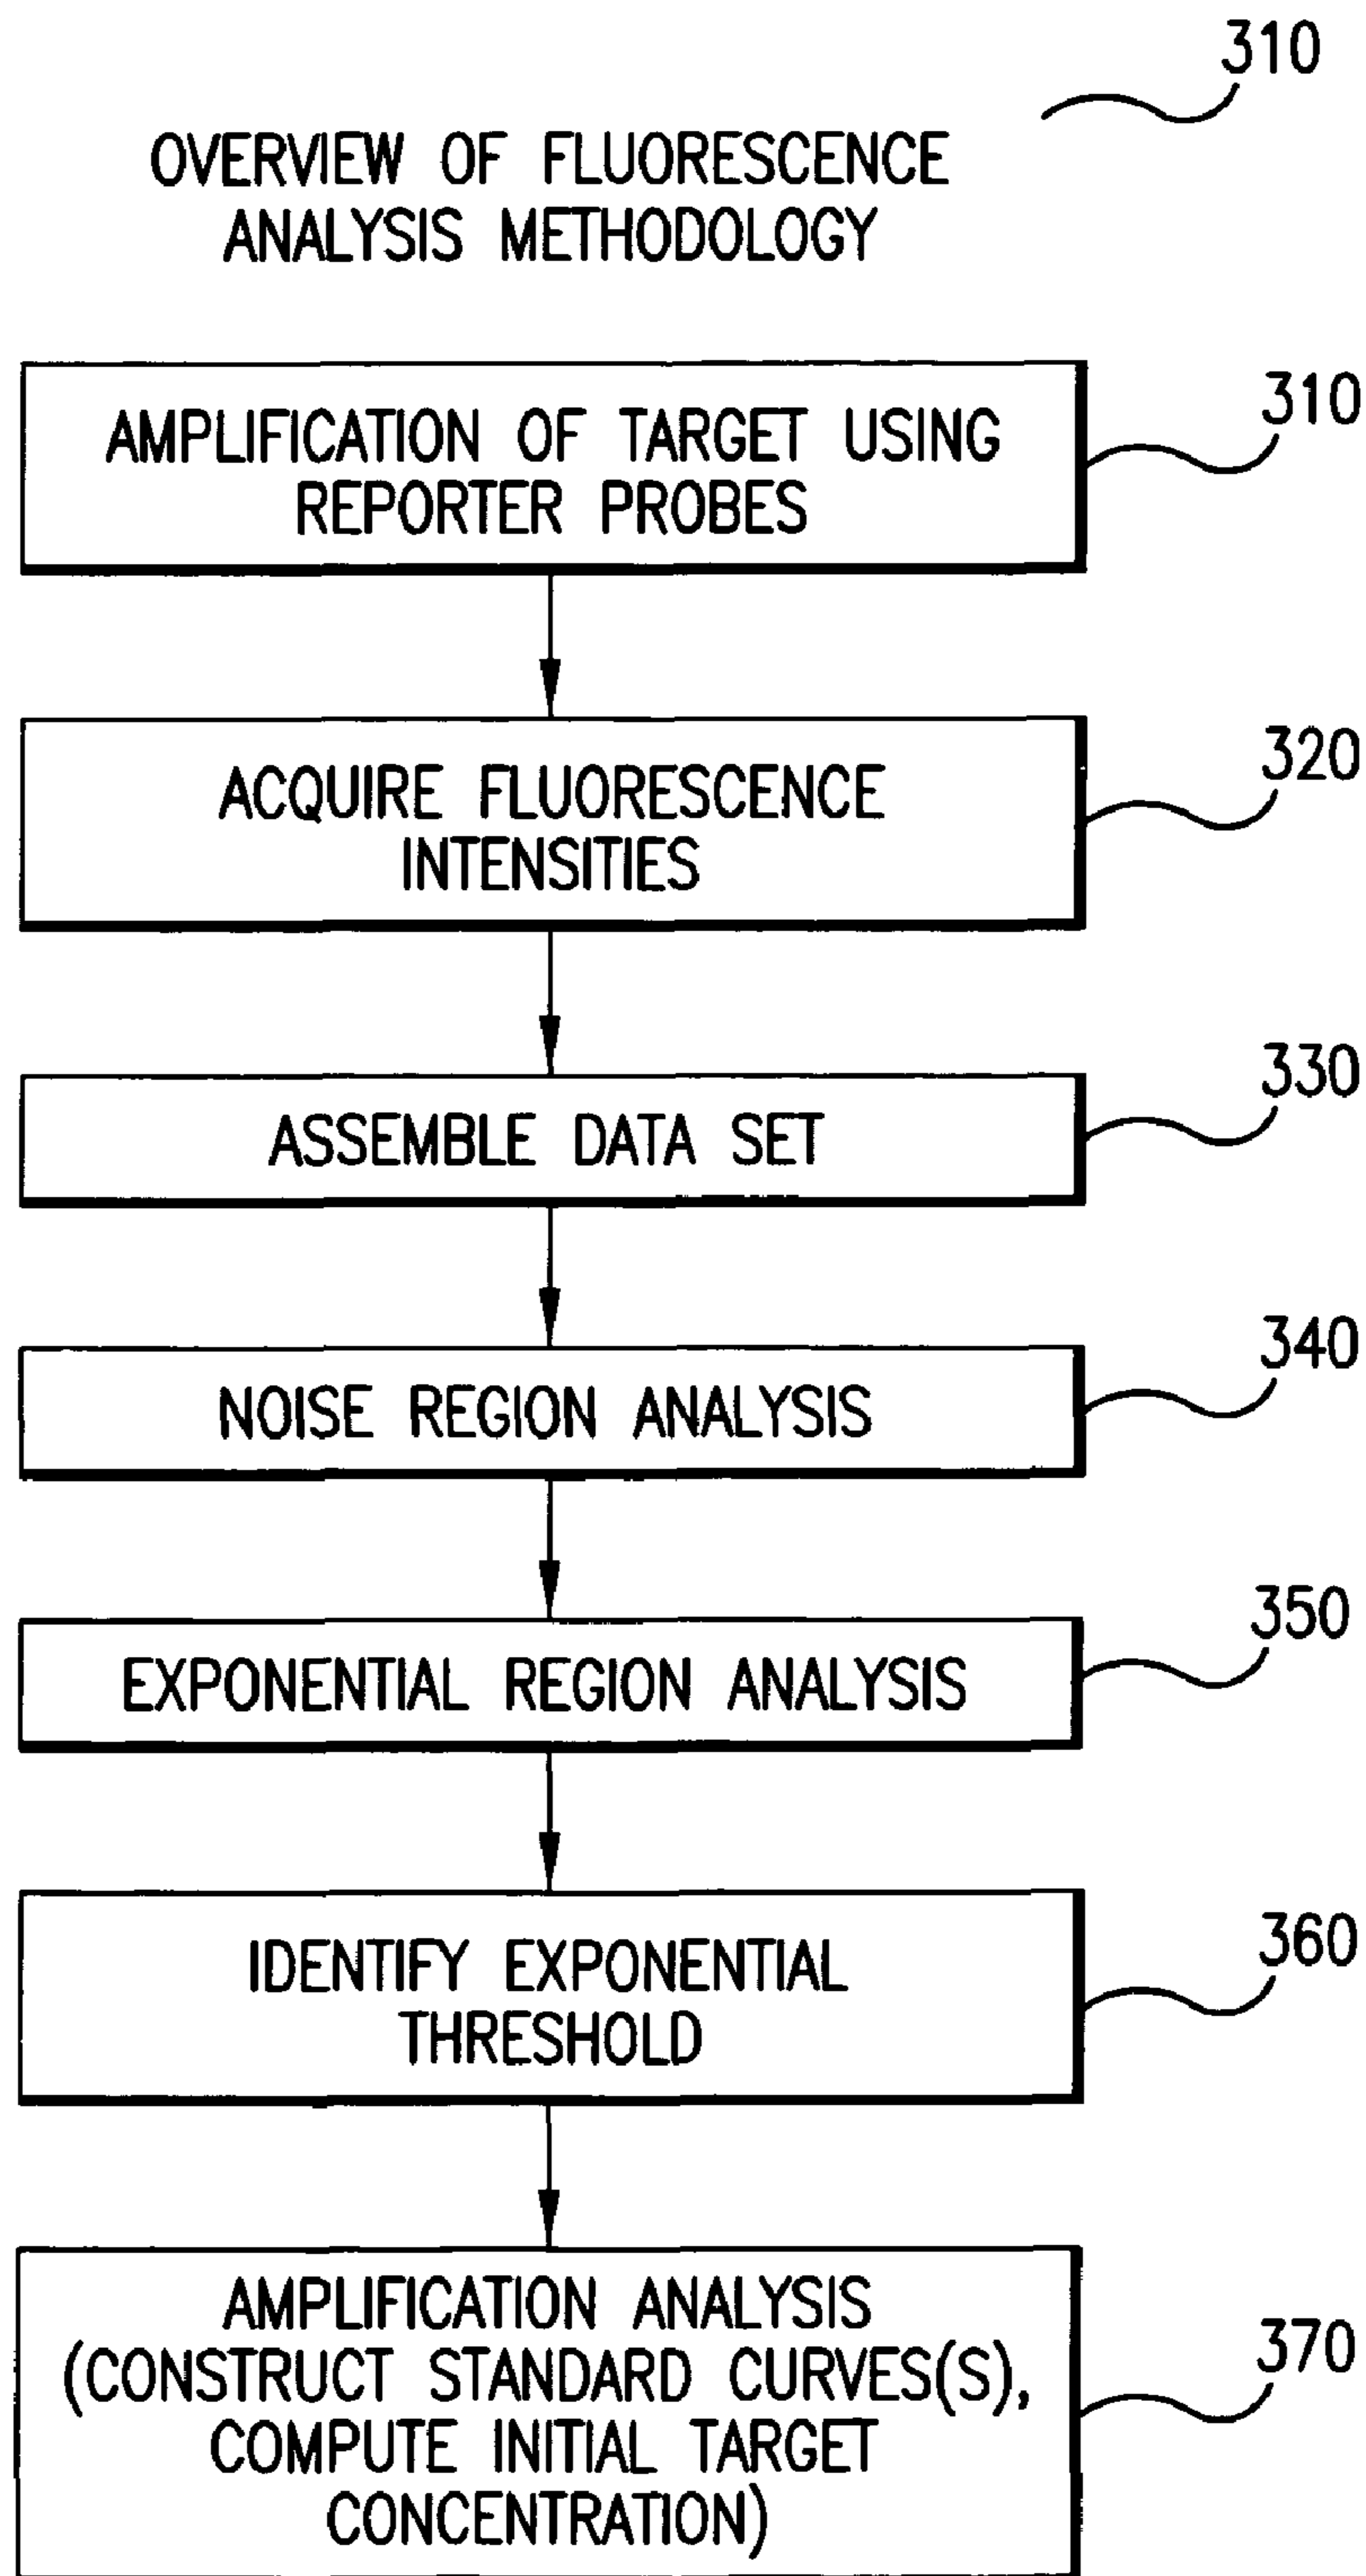 310
OVERVIEW OF FLUORESCENCE
ANALYSIS METHODOLOGY
AMPLIFICATION OF TARGET USING
REPORTER PROBES
310
ACQUIRE FLUORESCENCE
INTENSITIES
320
ASSEMBLE DATA SET
330
NOISE REGION ANALYSIS
340
EXPONENTIAL REGION ANALYSIS
350
IDENTIFY EXPONENTIAL
THRESHOLD
360
AMPLIFICATION ANALYSIS
(CONSTRUCT STANDARD CURVES(S),
COMPUTE INITIAL TARGET
CONCENTRATION)
370